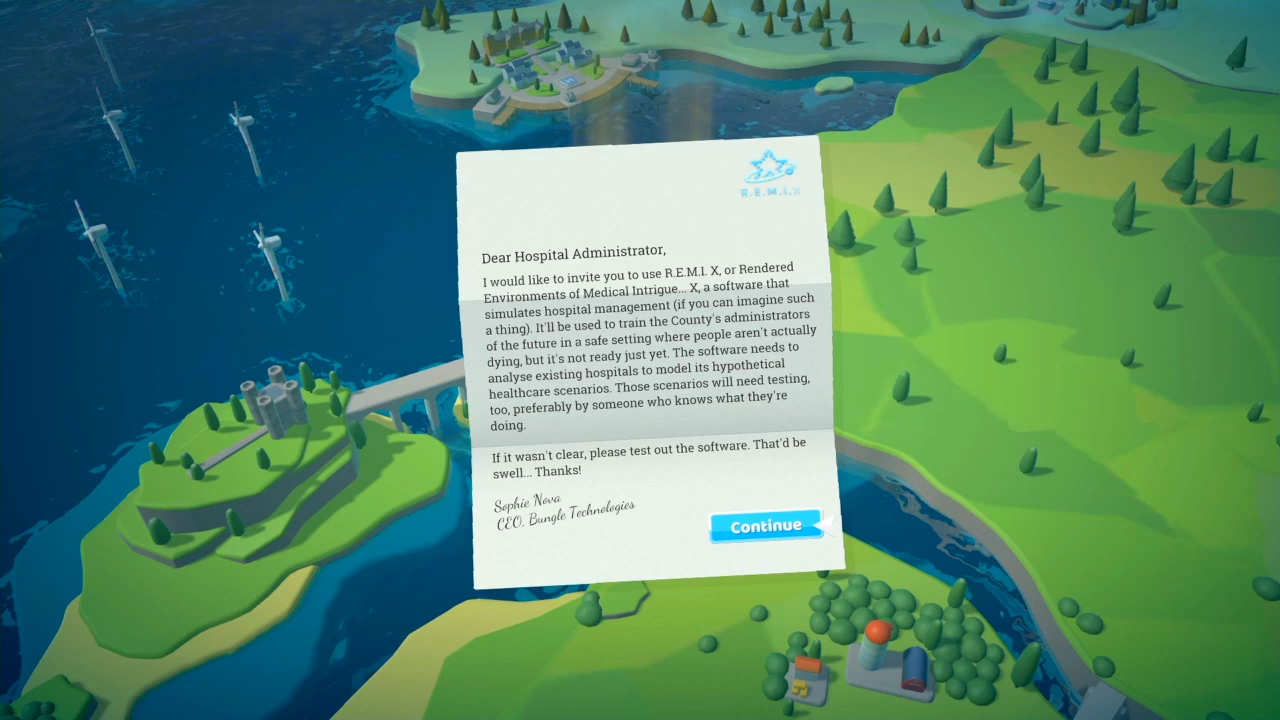 R.E.M.I.X
Dear Hospital Administrator,
I would like to invite you to use R.E.M.I. X, or Rendered
Environments of Medical Intrigue... X, a software that
simulates hospital management (if you can imagine such
a thing). It'll be used to train the County's administrators
of the future in a safe setting where people aren't actually
dying, but it's not ready just yet. The software needs to
analyse existing hospitals to model its hypothetical
healthcare scenarios. Those scenarios will need testing,
too, preferably by someone who knows what they're
doing.
If it wasn't clear, please test out the software. That'd be
swell... Thanks!
Sophie Nova
CEO, Bungle Technologies
Continue